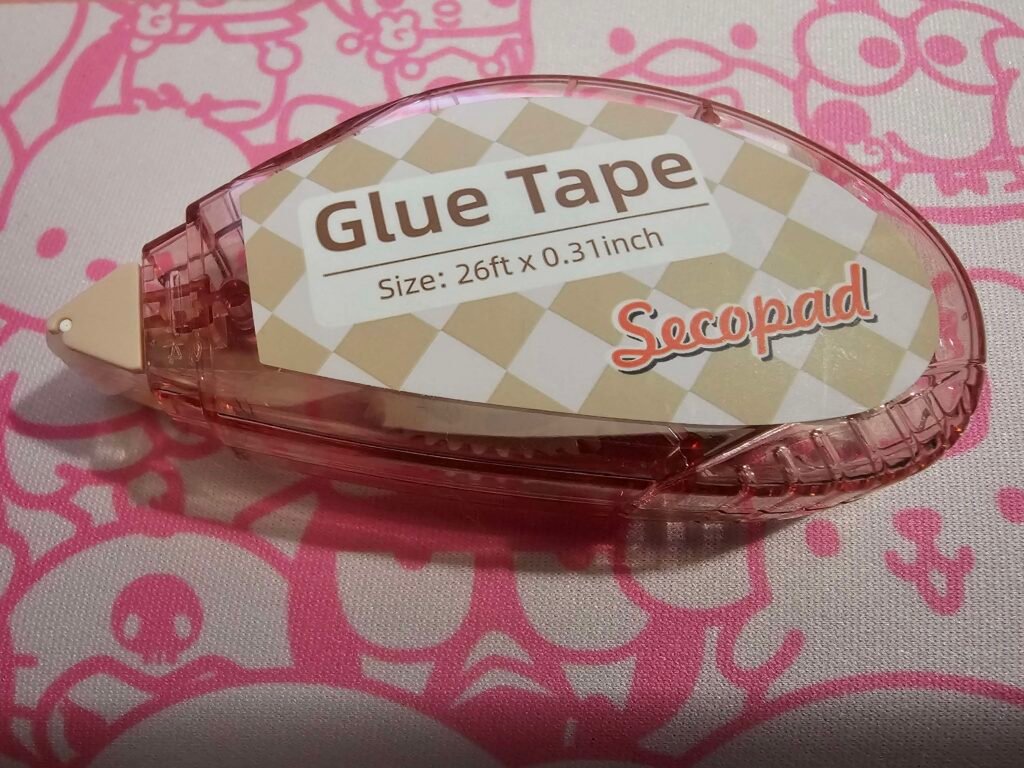 Glue Tape
Size: 26ft x 0.31inch
Secopad